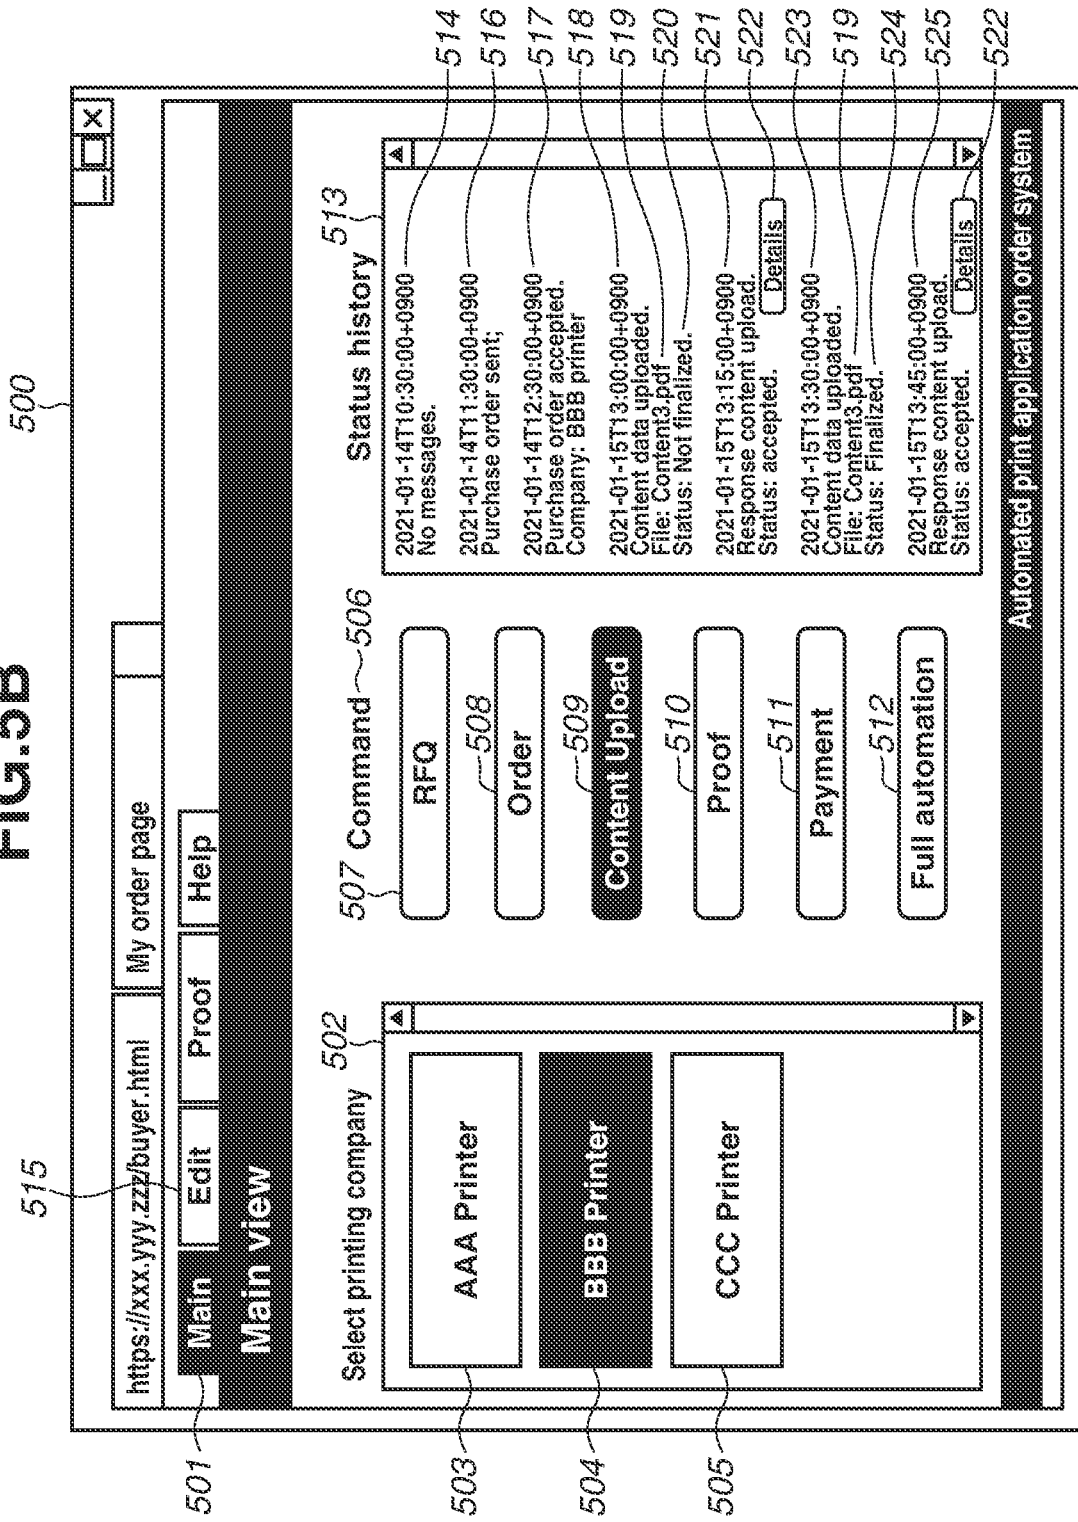 FIG.5B
500
515
https://xxx.yyy.zzz/buyer.html
My order page
501
Main
Edit
Proof
Help
Main view
Select printing company
502
503
AAA Printer
504
BBB Printer
505
CCC Printer
507
Command
506
RFQ
508
Order
509
Content Upload
510
Proof
511
Payment
512
Full automation
Status history
513
2021-01-14T10:30:00+0900
514
No messages.
2021-01-14T11:30:00+0900
516
Purchase order sent;
2021-01-14T12:30:00+0900
517
Purchase order accepted.
Company: BBB printer
2021-01-15T13:00:00+0900
518
Content data uploaded.
File: Content3.pdf
519
Status: Not finalized.
520
2021-01-15T13:15:00+0900
521
Response content upload.
Status: accepted.
Details
522
2021-01-15T13:30:00+0900
523
Content data uploaded.
File: Content3.pdf
519
Status: Finalized.
524
2021-01-15T13:45:00+0900
525
Response content upload.
Status: accepted.
Details
522
Automated print application order system